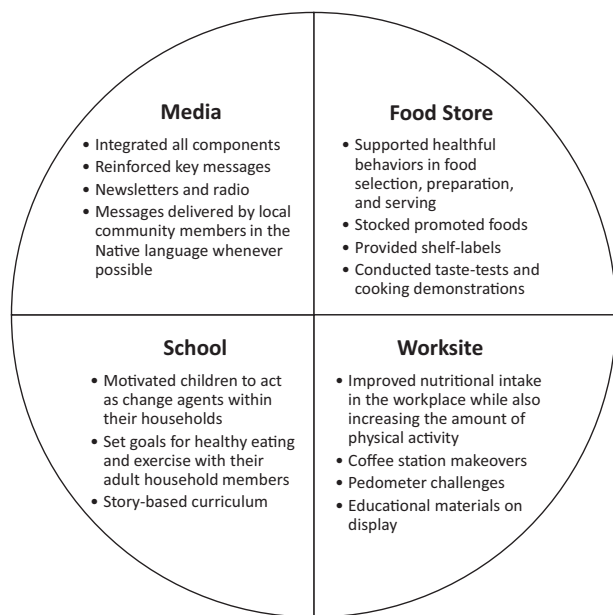 Media
• Integrated all components
• Reinforced key messages
• Newsletters and radio
• Messages delivered by local
community members in the
Native language whenever
possible
Food Store
• Supported healthful
behaviors in food
selection, preparation,
and serving
• Stocked promoted foods
• Provided shelf-labels
• Conducted taste-tests and
cooking demonstrations
School
• Motivated children to act
as change agents within
their households
• Set goals for healthy eating
and exercise with their
adult household members
• Story-based curriculum
Worksite
• Improved nutritional intake
in the workplace while also
increasing the amount of
physical activity
• Coffee station makeovers
• Pedometer challenges
• Educational materials on
display